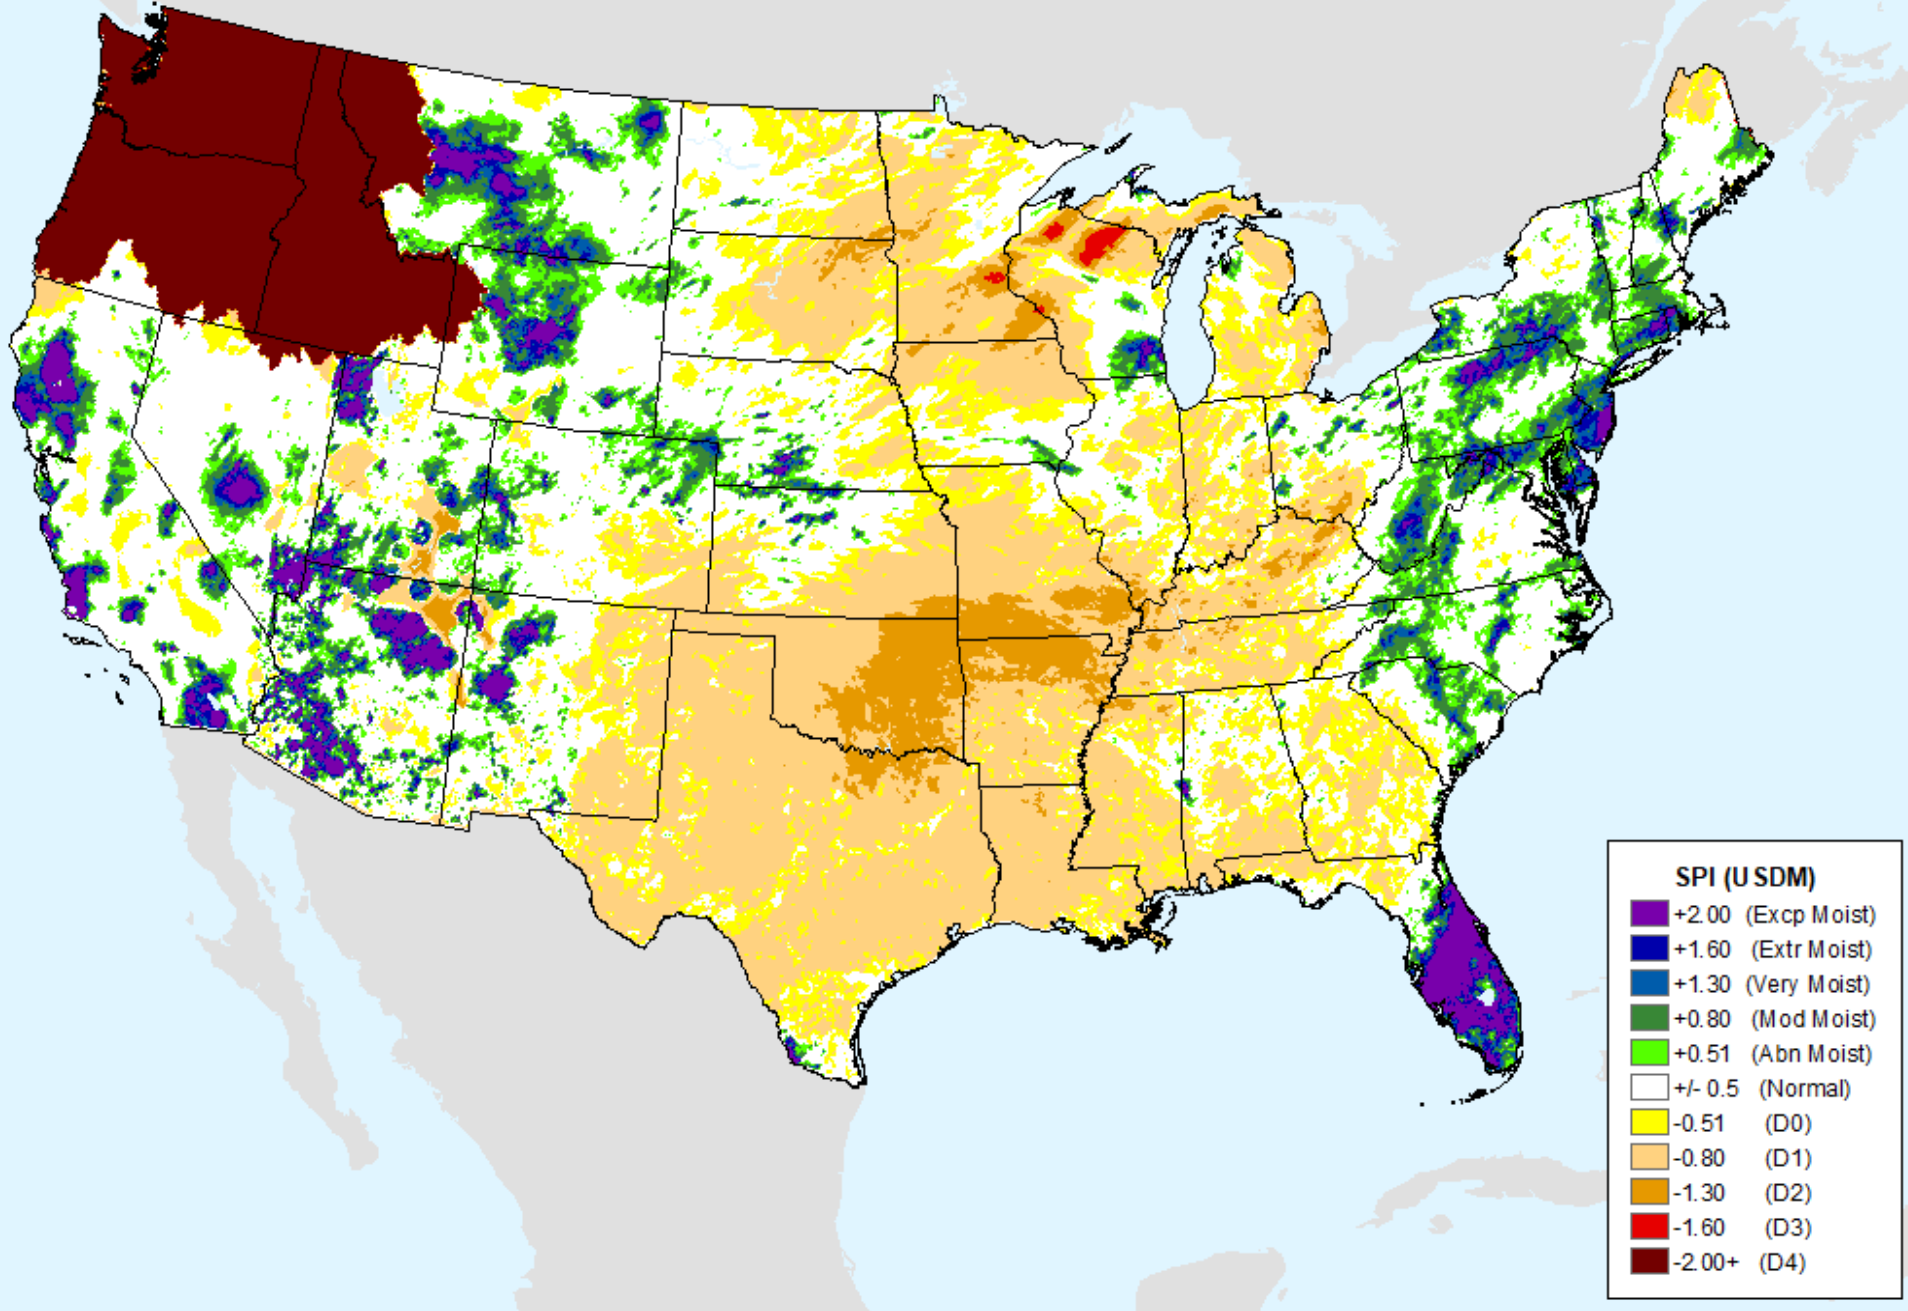 SPI (USDM)
+2.00 (Excp Moist)
+1.60 (Extr Moist)
+1.30 (Very Moist)
+0.80 (Mod Moist)
+0.51 (Abn Moist)
+/- 0.5 (Normal)
-0.51 (D0)
-0.80 (D1)
-1.30 (D2)
-1.60 (D3)
-2.00+ (D4)